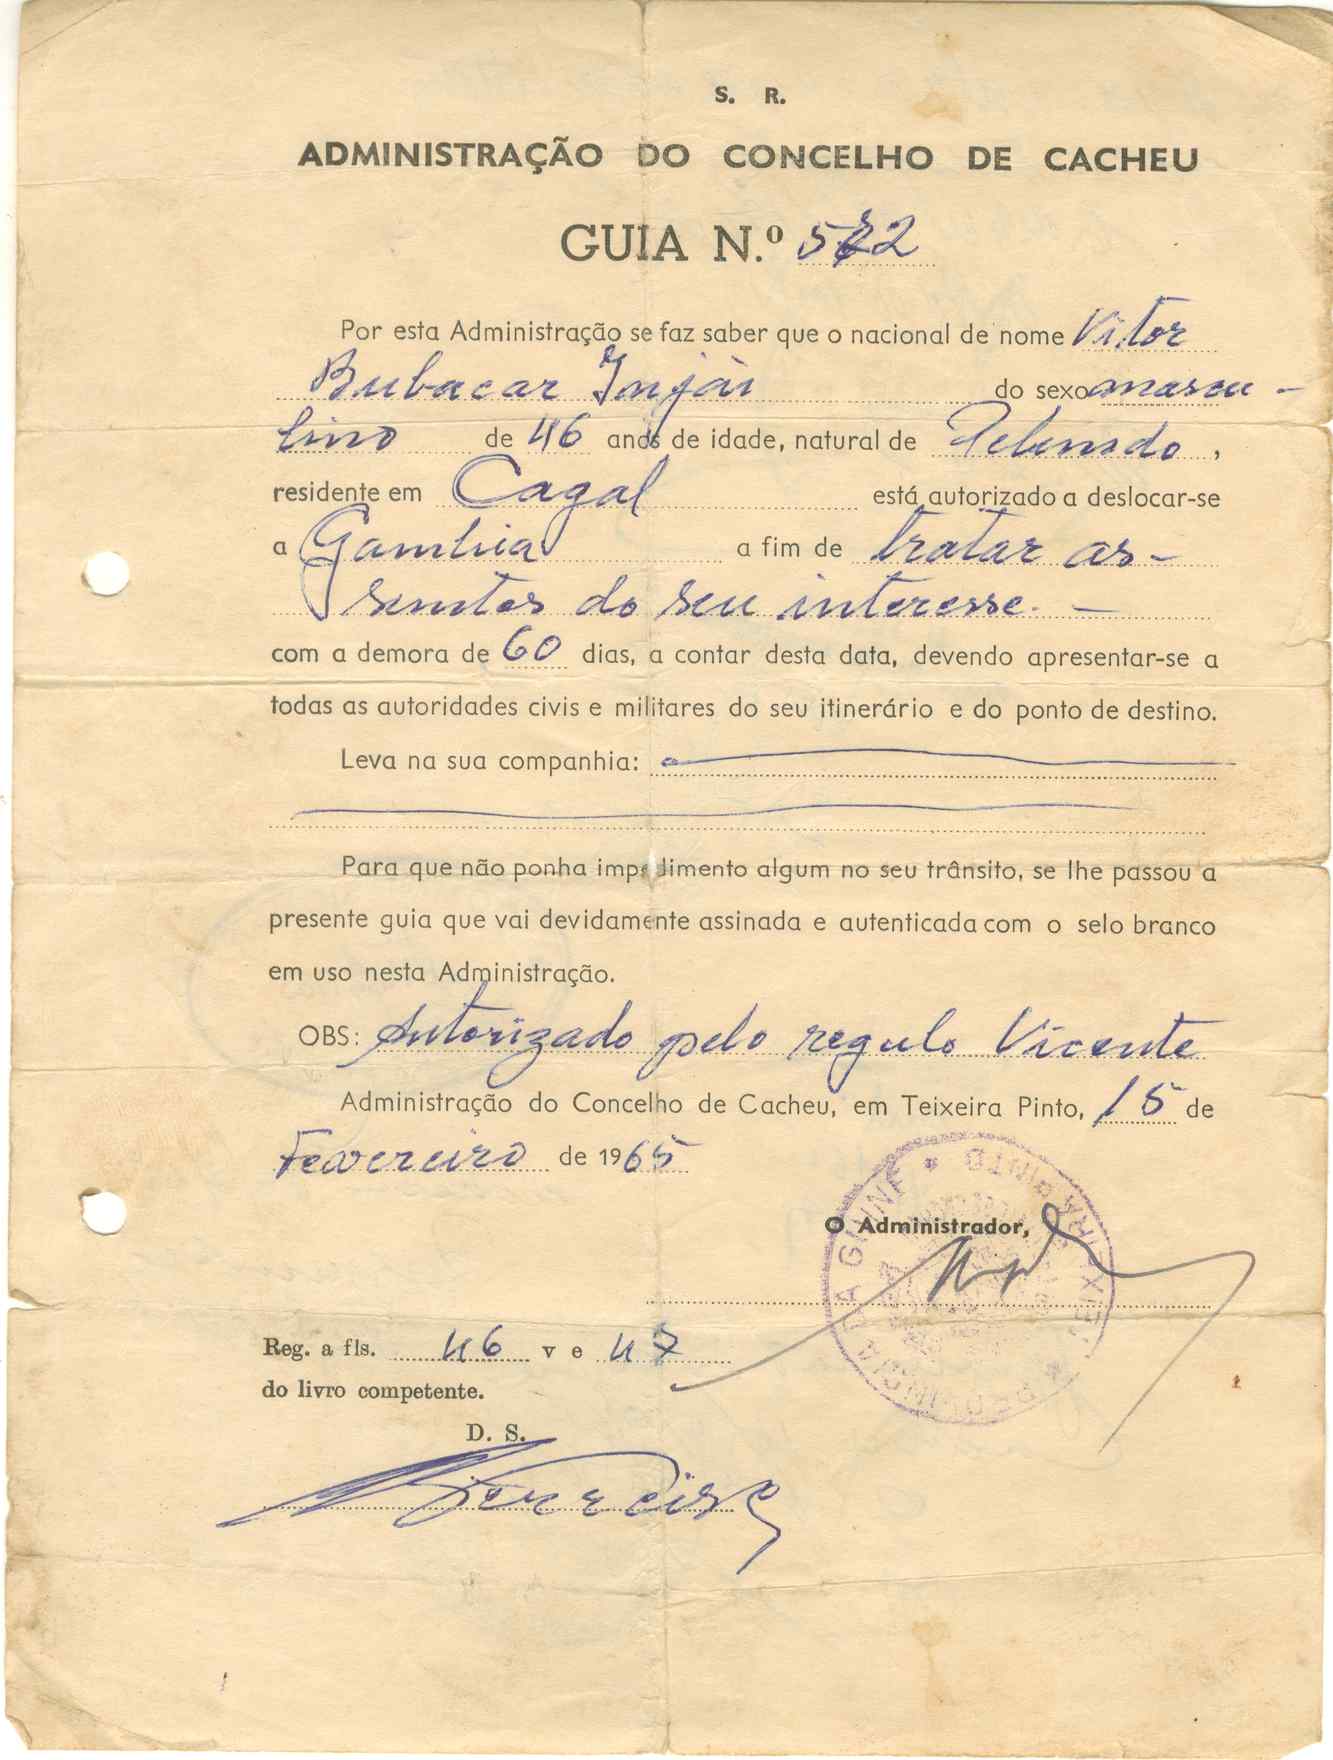 S. R.
ADMINISTRAÇÃO DO CONCELHO DE CACHEU
GUIA N.º 572
Por esta Administração se faz saber que o nacional de nome Vitor
Bubacar Injai do sexo mascu-
lino de 46 anos de idade, natural de Pelundo,
residente em Cagal está autorizado a deslocar-se
a Gambia a fim de tratar as-
suntos do seu interesse. —
com a demora de 60 dias, a contar desta data, devendo apresentar-se a
todas as autoridades civis e militares do seu itinerário e do ponto de destino.
Leva na sua companhia:
Para que não ponha impedimento algum no seu trânsito, se lhe passou a
presente guia que vai devidamente assinada e autenticada com o selo branco
em uso nesta Administração.
OBS: Autorizado pelo regulo Vicente
Administração do Concelho de Cacheu, em Teixeira Pinto, 15 de
Fevereiro de 1965
O Administrador,
Reg. a fls. 46 v e 47
do livro competente.
D. S.
Ferreira